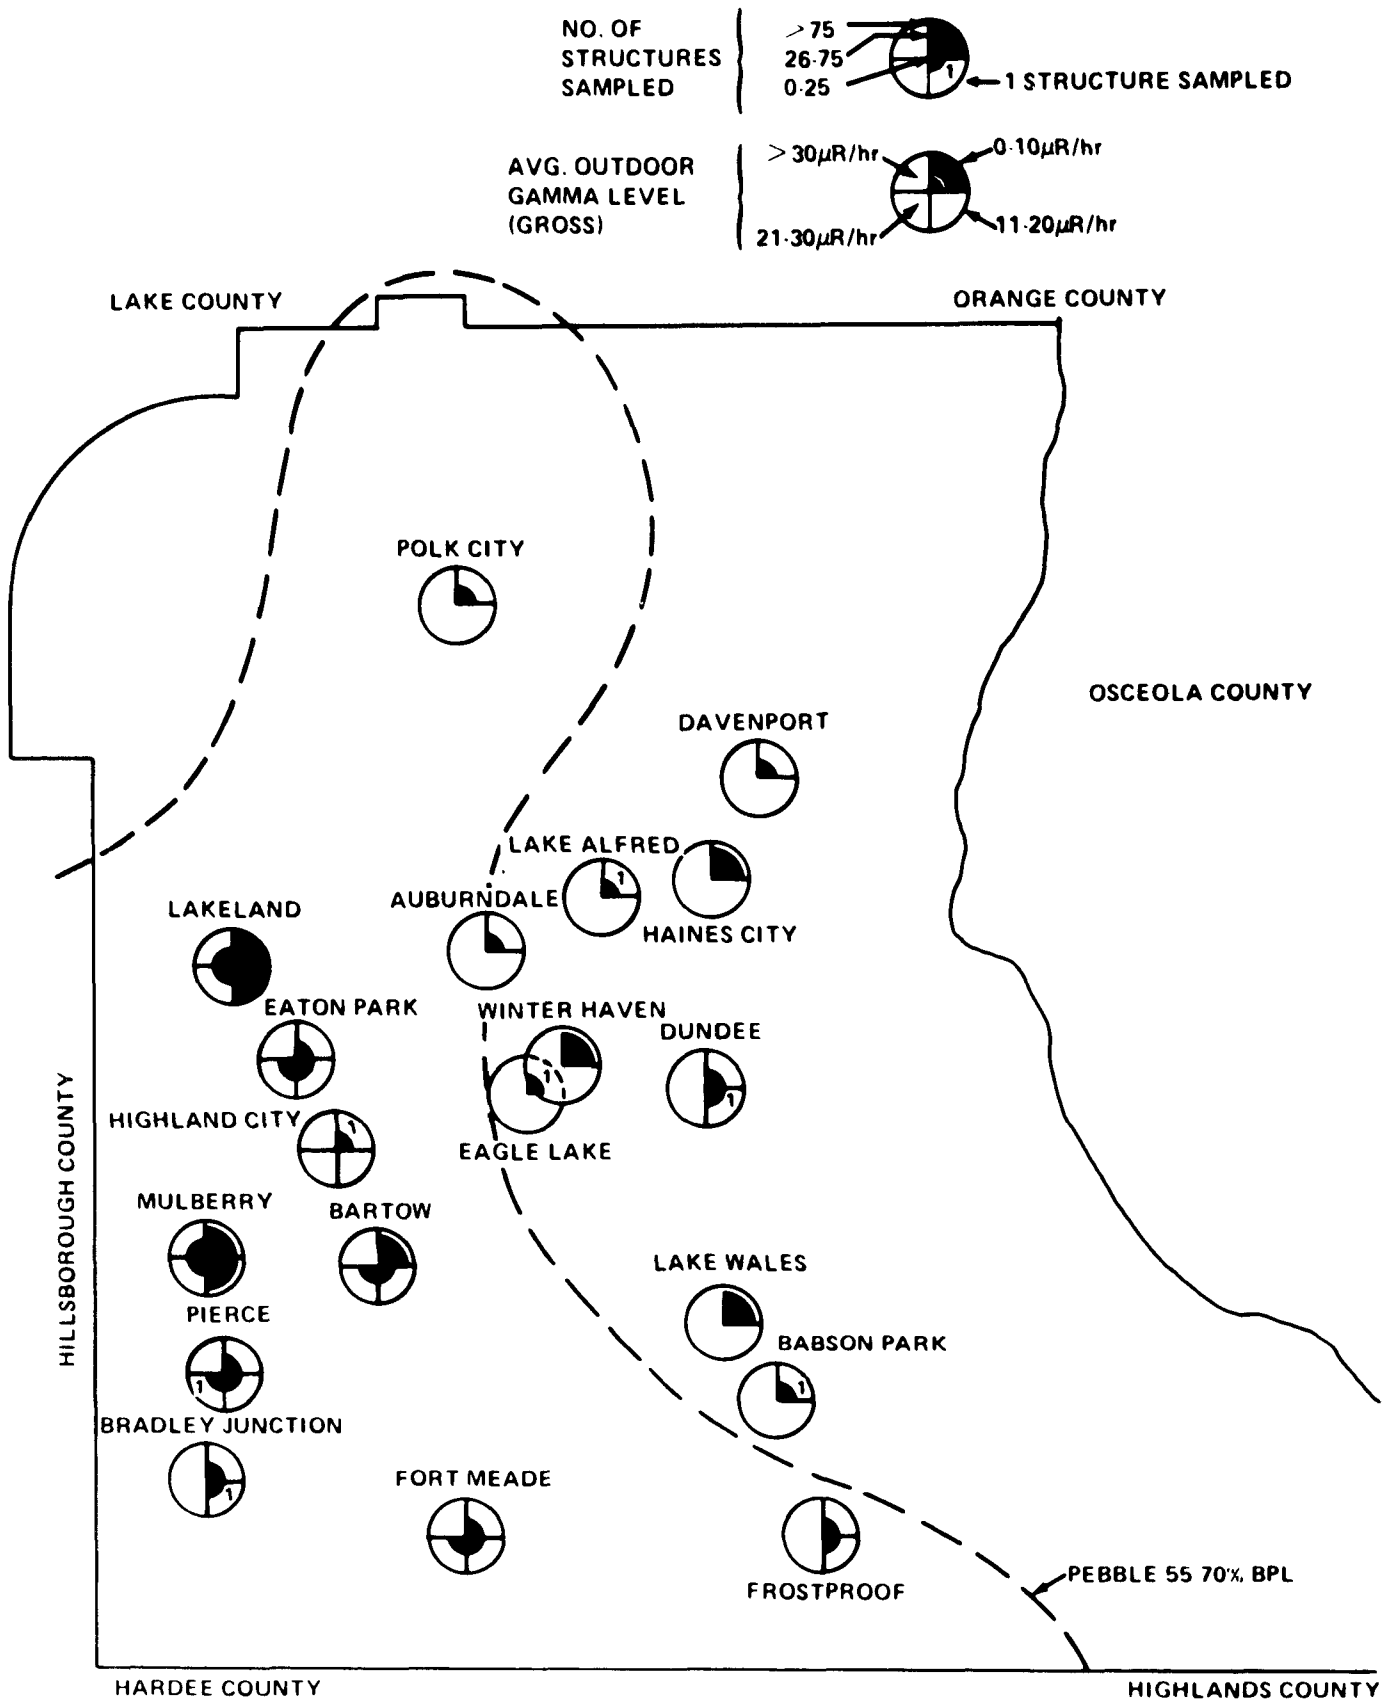 NO. OF
STRUCTURES
SAMPLED
>75
26-75
0-25
1
1 STRUCTURE SAMPLED
AVG. OUTDOOR
GAMMA LEVEL
(GROSS)
>30μR/hr
0-10μR/hr
21-30μR/hr
11-20μR/hr
LAKE COUNTY
ORANGE COUNTY
POLK CITY
OSCEOLA COUNTY
DAVENPORT
LAKE ALFRED
1
AUBURNDALE
HAINES CITY
LAKELAND
EATON PARK
WINTER HAVEN
DUNDEE
1
1
HIGHLAND CITY
1
EAGLE LAKE
HILLSBOROUGH COUNTY
MULBERRY
BARTOW
LAKE WALES
PIERCE
1
BABSON PARK
1
BRADLEY JUNCTION
1
FORT MEADE
FROSTPROOF
PEBBLE 55 70%, BPL
HARDEE COUNTY
HIGHLANDS COUNTY